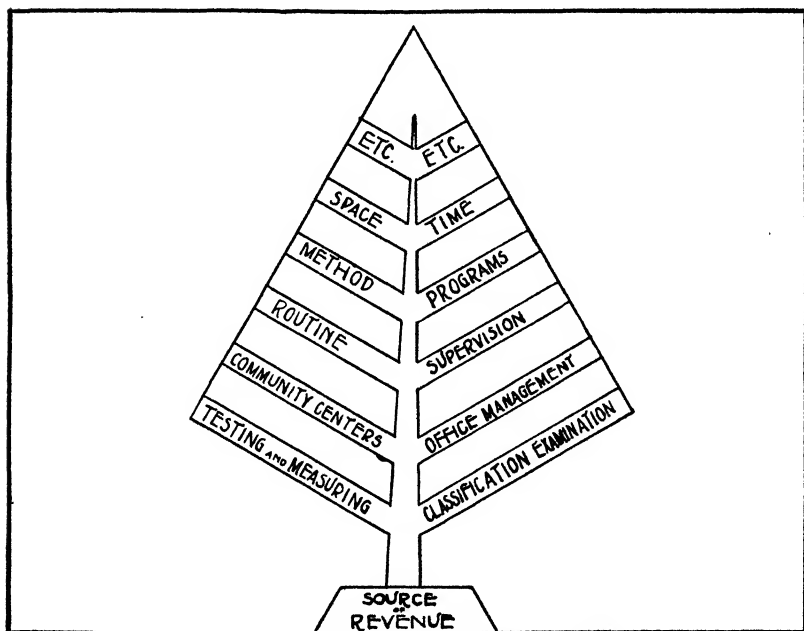 ETC. ETC.
SPACE TIME
METHOD PROGRAMS
ROUTINE SUPERVISION
COMMUNITY CENTERS OFFICE MANAGEMENT
TESTING AND MEASURING CLASSIFICATION EXAMINATION
SOURCE
OF
REVENUE